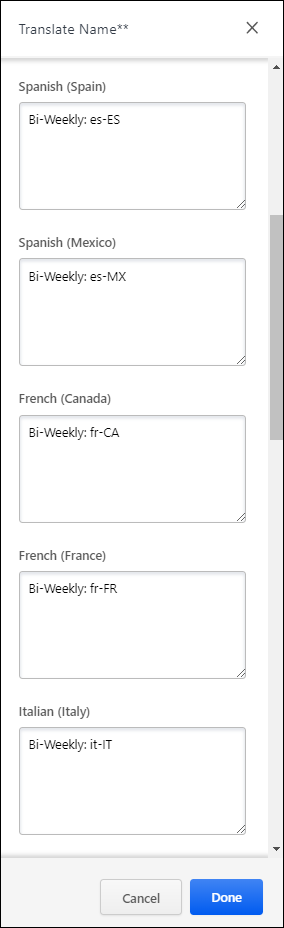 Translate Name**
Spanish (Spain)
Bi-Weekly: es-ES
Spanish (Mexico)
Bi-Weekly: es-MX
French (Canada)
Bi-Weekly: fr-CA
French (France)
Bi-Weekly: fr-FR
Italian (Italy)
Bi-Weekly: it-IT
Cancel Done